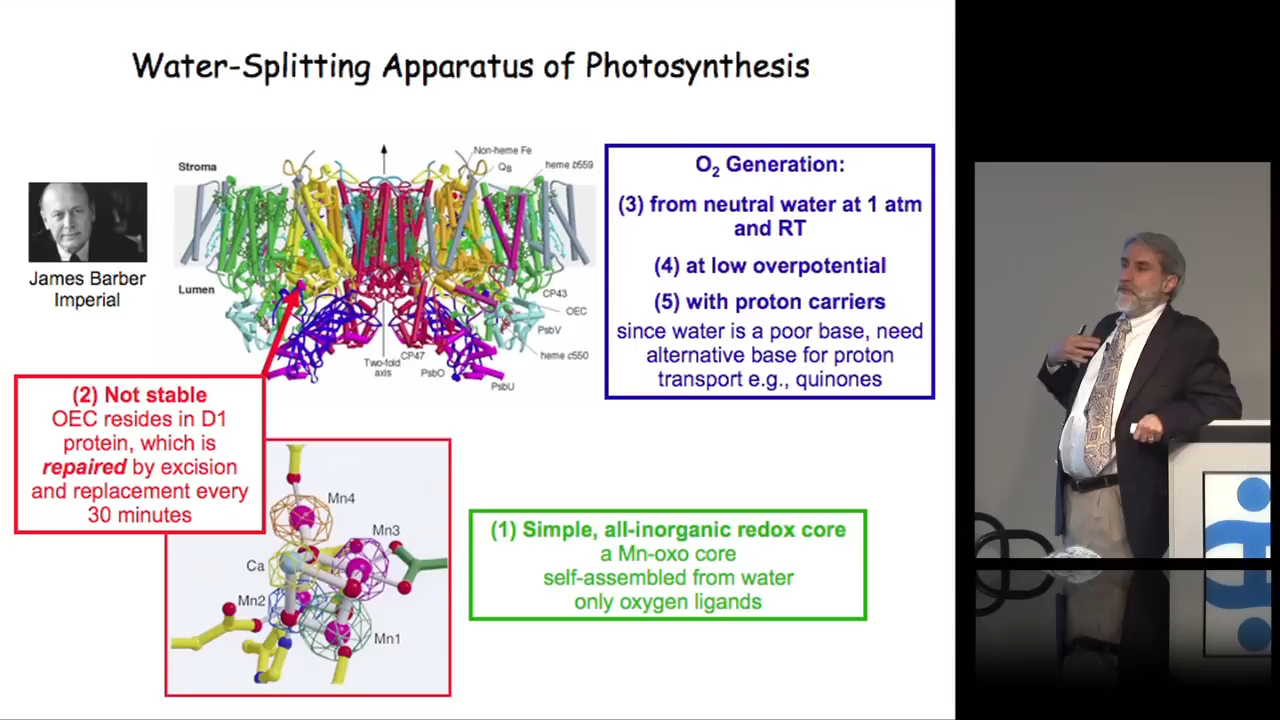 Water-Splitting Apparatus of Photosynthesis
James Barber
Imperial
Stroma
Lumen
Non-heme Fe
QB
heme b559
CP43
OEC
PsbV
heme c550
Two-fold
axis
CP47
PsbO
PsbU
O2 Generation:
(3) from neutral water at 1 atm
and RT
(4) at low overpotential
(5) with proton carriers
since water is a poor base, need
alternative base for proton
transport e.g., quinones
(2) Not stable
OEC resides in D1
protein, which is
repaired by excision
and replacement every
30 minutes
Mn4
Mn3
Ca
Mn2
Mn1
(1) Simple, all-inorganic redox core
a Mn-oxo core
self-assembled from water
only oxygen ligands